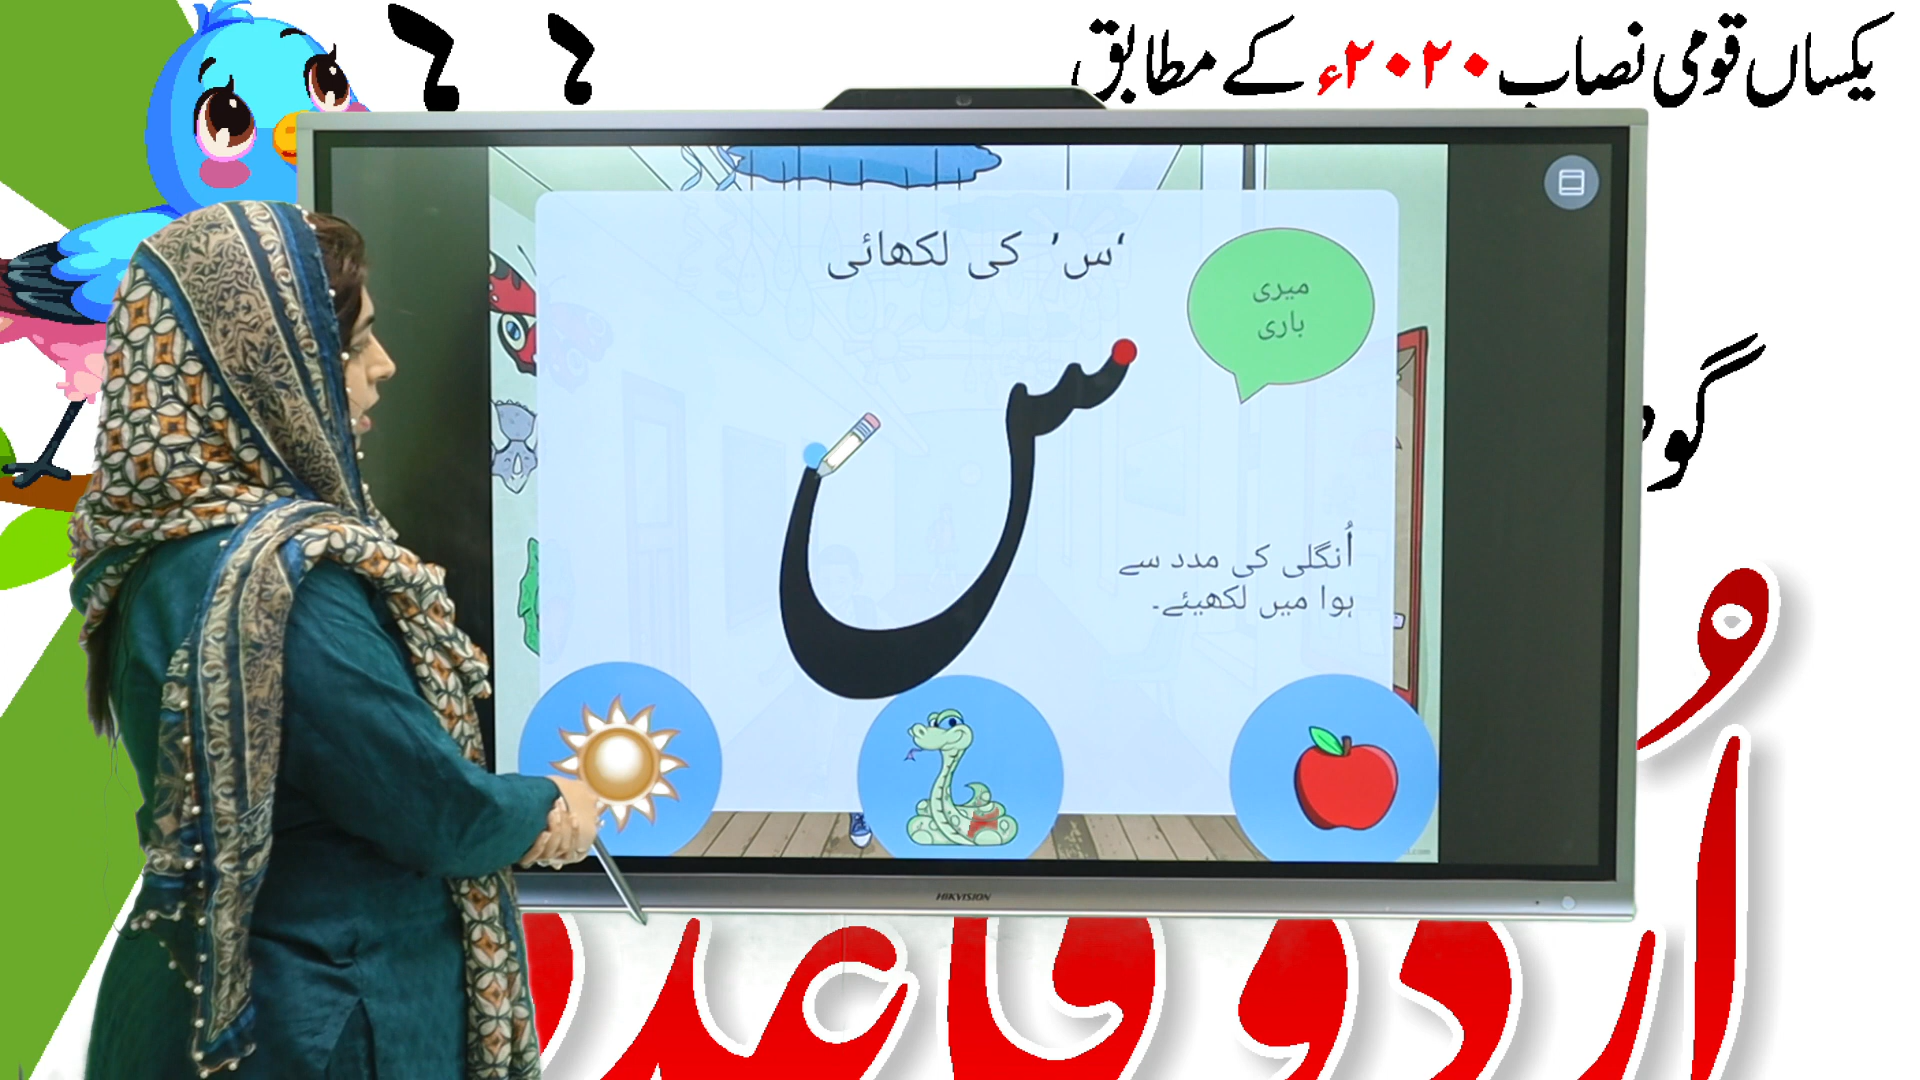 یکساں قومی نصاب ۲۰۲۰ء کے مطابق
’س‘ کی لکھائی
میری
باری
اُنگلی کی مدد سے
ہوا میں لکھیئے۔
س
HIKVISION
اُردو قاعدہ